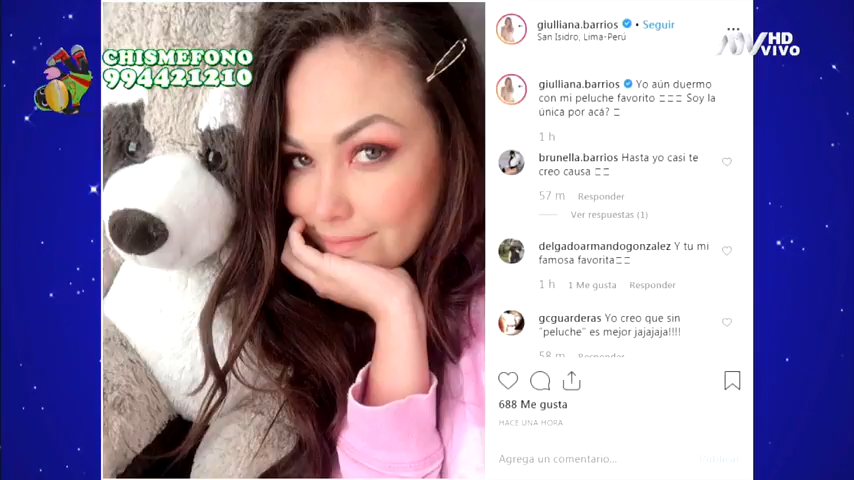 CHISMEFONO
994421210
giulliana.barrios • Seguir
San Isidro, Lima-Perú
HD
VIVO
giulliana.barrios Yo aún duermo
con mi peluche favorito Soy la
única por acá?
1 h
brunella.barrios Hasta yo casi te
creo causa
57 m Responder
Ver respuestas (1)
delgadoarmandogonzalez Y tu mi
famosa favorita
1 h 1 Me gusta Responder
gcguarderas Yo creo que sin
"peluche" es mejor jajajaja!!!!
58 m Responder
688 Me gusta
HACE UNA HORA
Agrega un comentario... Publicar